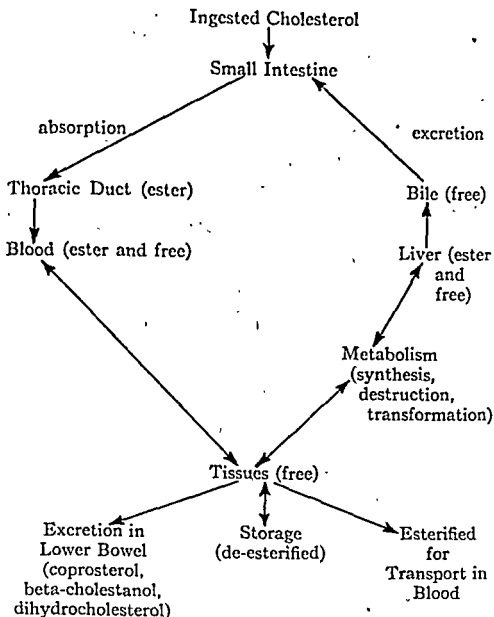 Ingested Cholesterol
Small Intestine
absorption
excretion
Thoracic Duct (ester)
Bile (free)
Blood (ester and free)
Liver (ester
and
free)
Metabolism
(synthesis,
destruction,
transformation)
Tissues (free)
Excretion in
Lower Bowel
(coprosterol,
beta-cholestanol,
dihydrocholesterol)
Storage
(de-esterified)
Esterified
for
Transport in
Blood